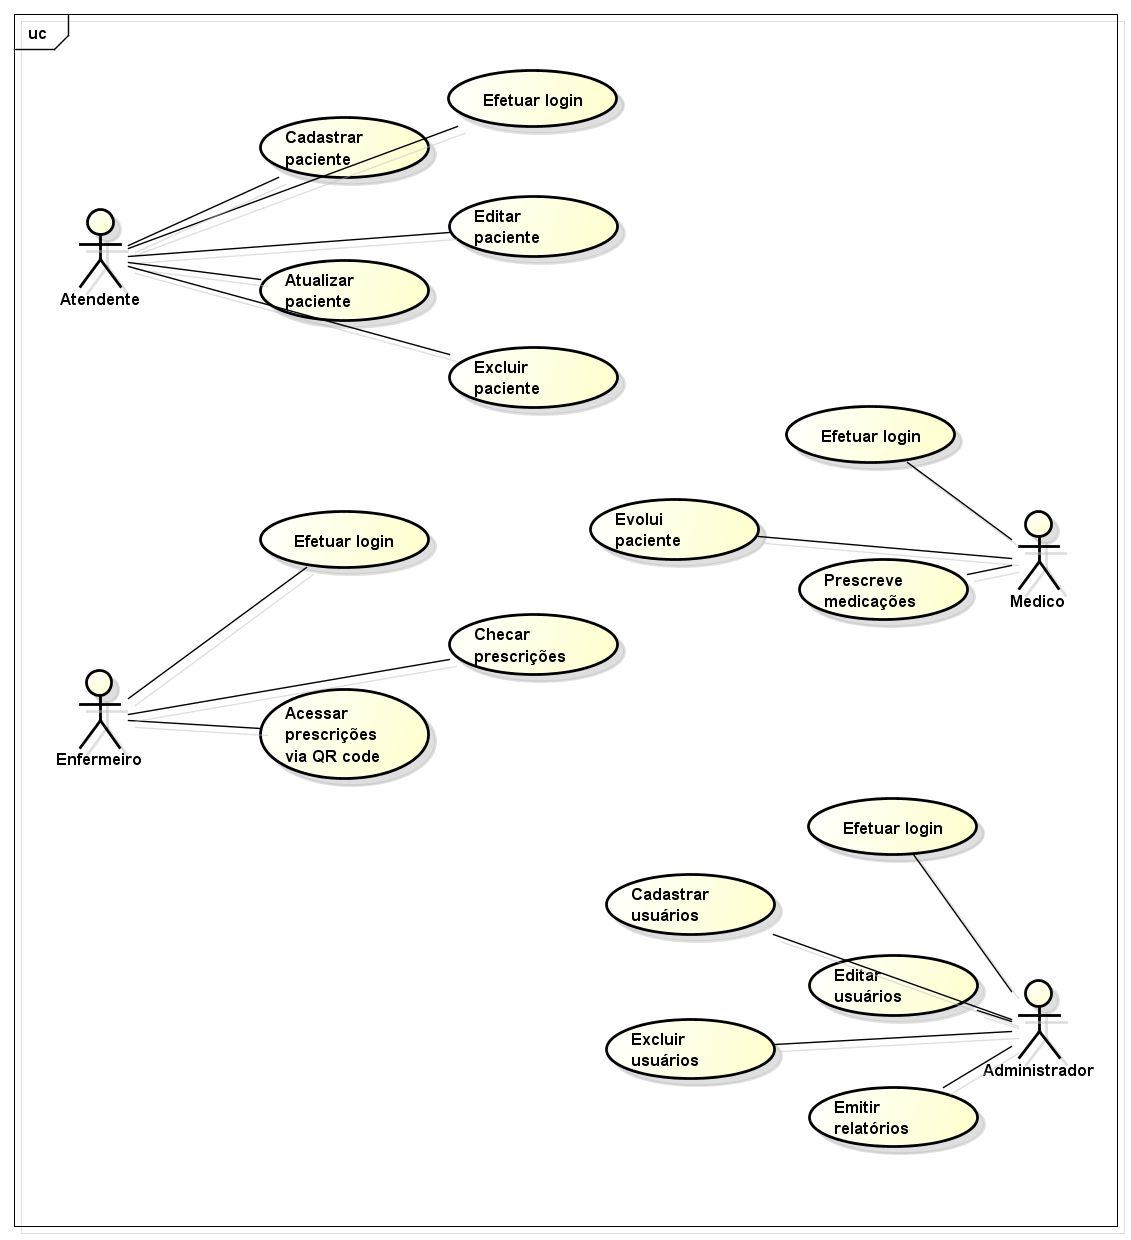 uc
Efetuar login
Cadastrar
paciente
Editar
paciente
Atualizar
paciente
Atendente
Excluir
paciente
Efetuar login
Evolui
paciente
Prescreve
medicações
Medico
Efetuar login
Checar
prescrições
Acessar
prescrições
via QR code
Enfermeiro
Efetuar login
Cadastrar
usuários
Editar
usuários
Excluir
usuários
Administrador
Emitir
relatórios